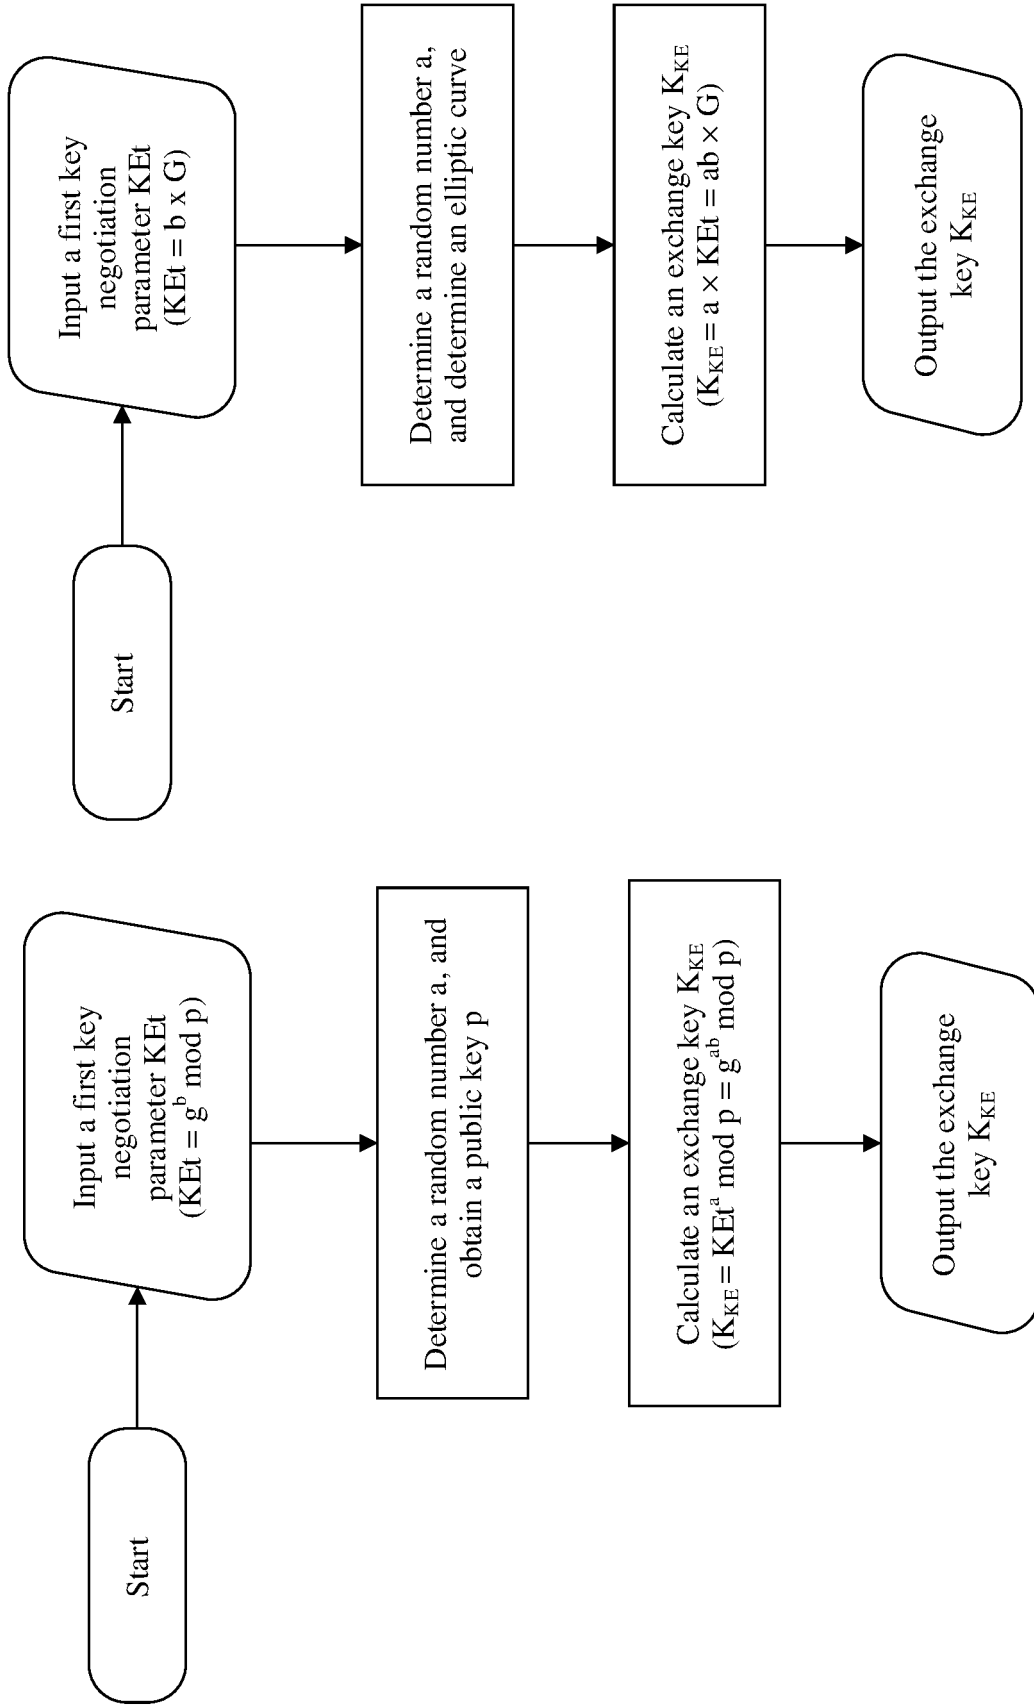 Start
Input a first key
negotiation
parameter KEt
(KEt = g^b mod p)
Determine a random number a, and
obtain a public key p
Calculate an exchange key K_KE
(K_KE = KEt^a mod p = g^ab mod p)
Output the exchange
key K_KE
Start
Input a first key
negotiation
parameter KEt
(KEt = b x G)
Determine a random number a,
and determine an elliptic curve
Calculate an exchange key K_KE
(K_KE = a × KEt = ab × G)
Output the exchange
key K_KE